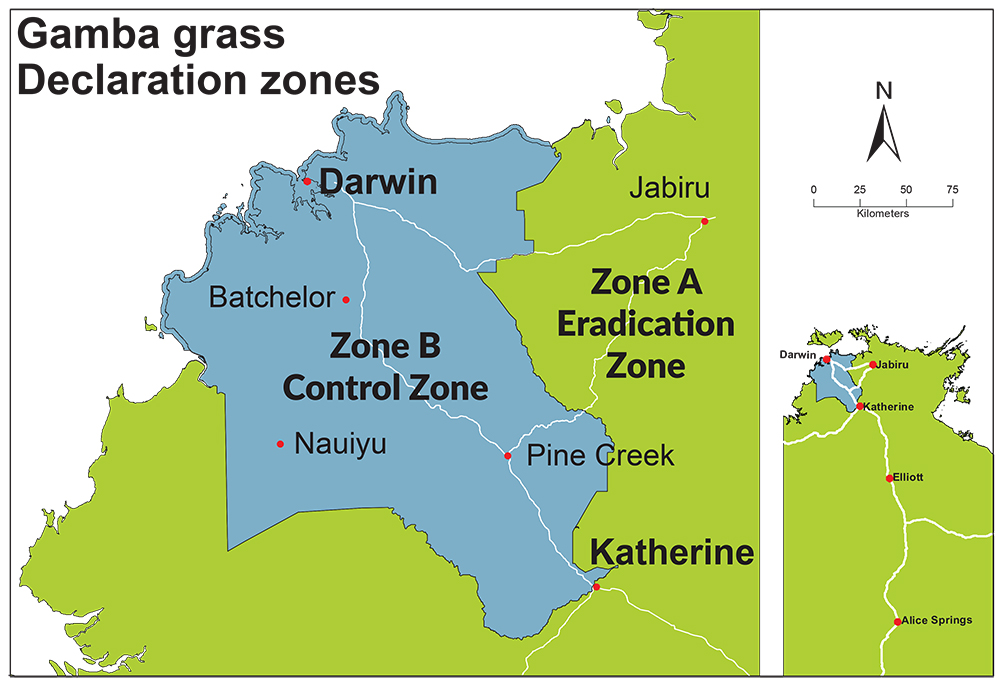 Gamba grass
Declaration zones
N
0 25 50 75
Kilometers
Darwin
Jabiru
Batchelor
Zone A
Eradication
Zone
Zone B
Control Zone
Nauiyu
Pine Creek
Katherine
Darwin
Jabiru
Katherine
Elliott
Alice Springs